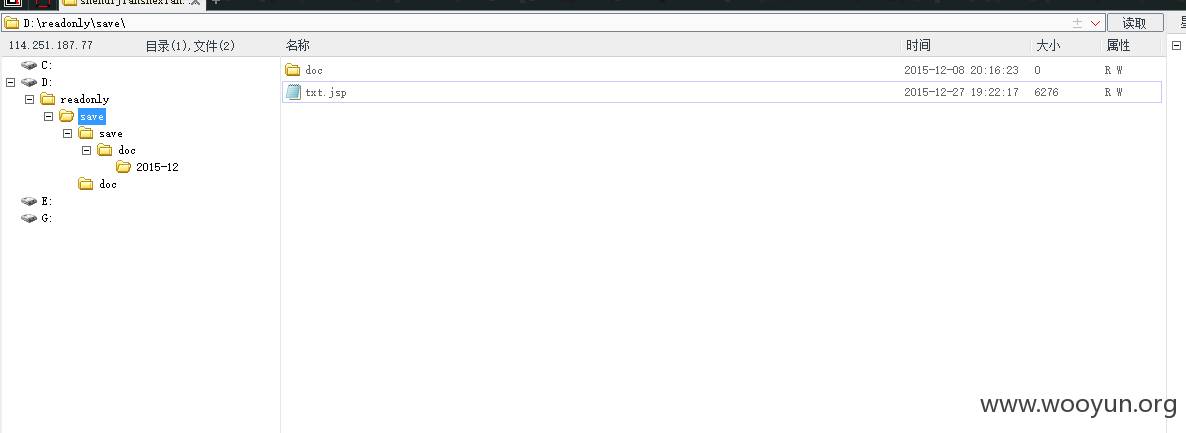 D:\readonly\save\ 读取
114.251.187.77 目录(1),文件(2) 名称 时间 大小 属性
C:
D:
readonly
save
save
doc
2015-12
doc
E:
G:
doc 2015-12-08 20:16:23 0 R W
txt.jsp 2015-12-27 19:22:17 6276 R W
www.wooyun.org